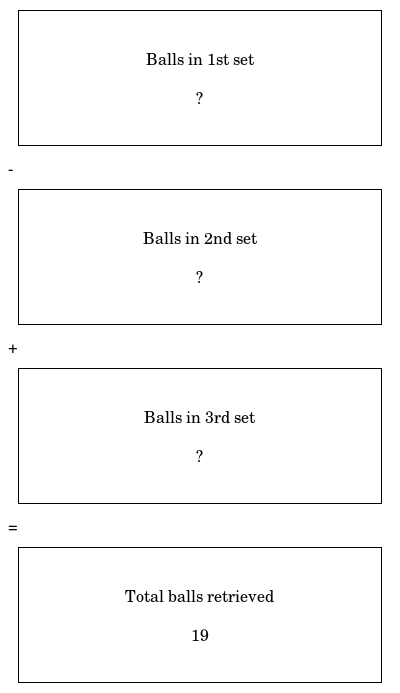 Balls in 1st set
?
-
Balls in 2nd set
?
+
Balls in 3rd set
?
=
Total balls retrieved
19